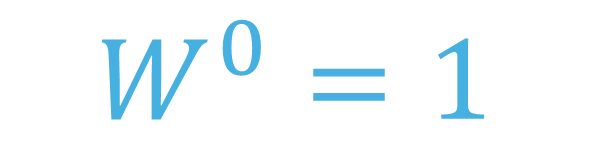 W⁰ = 1